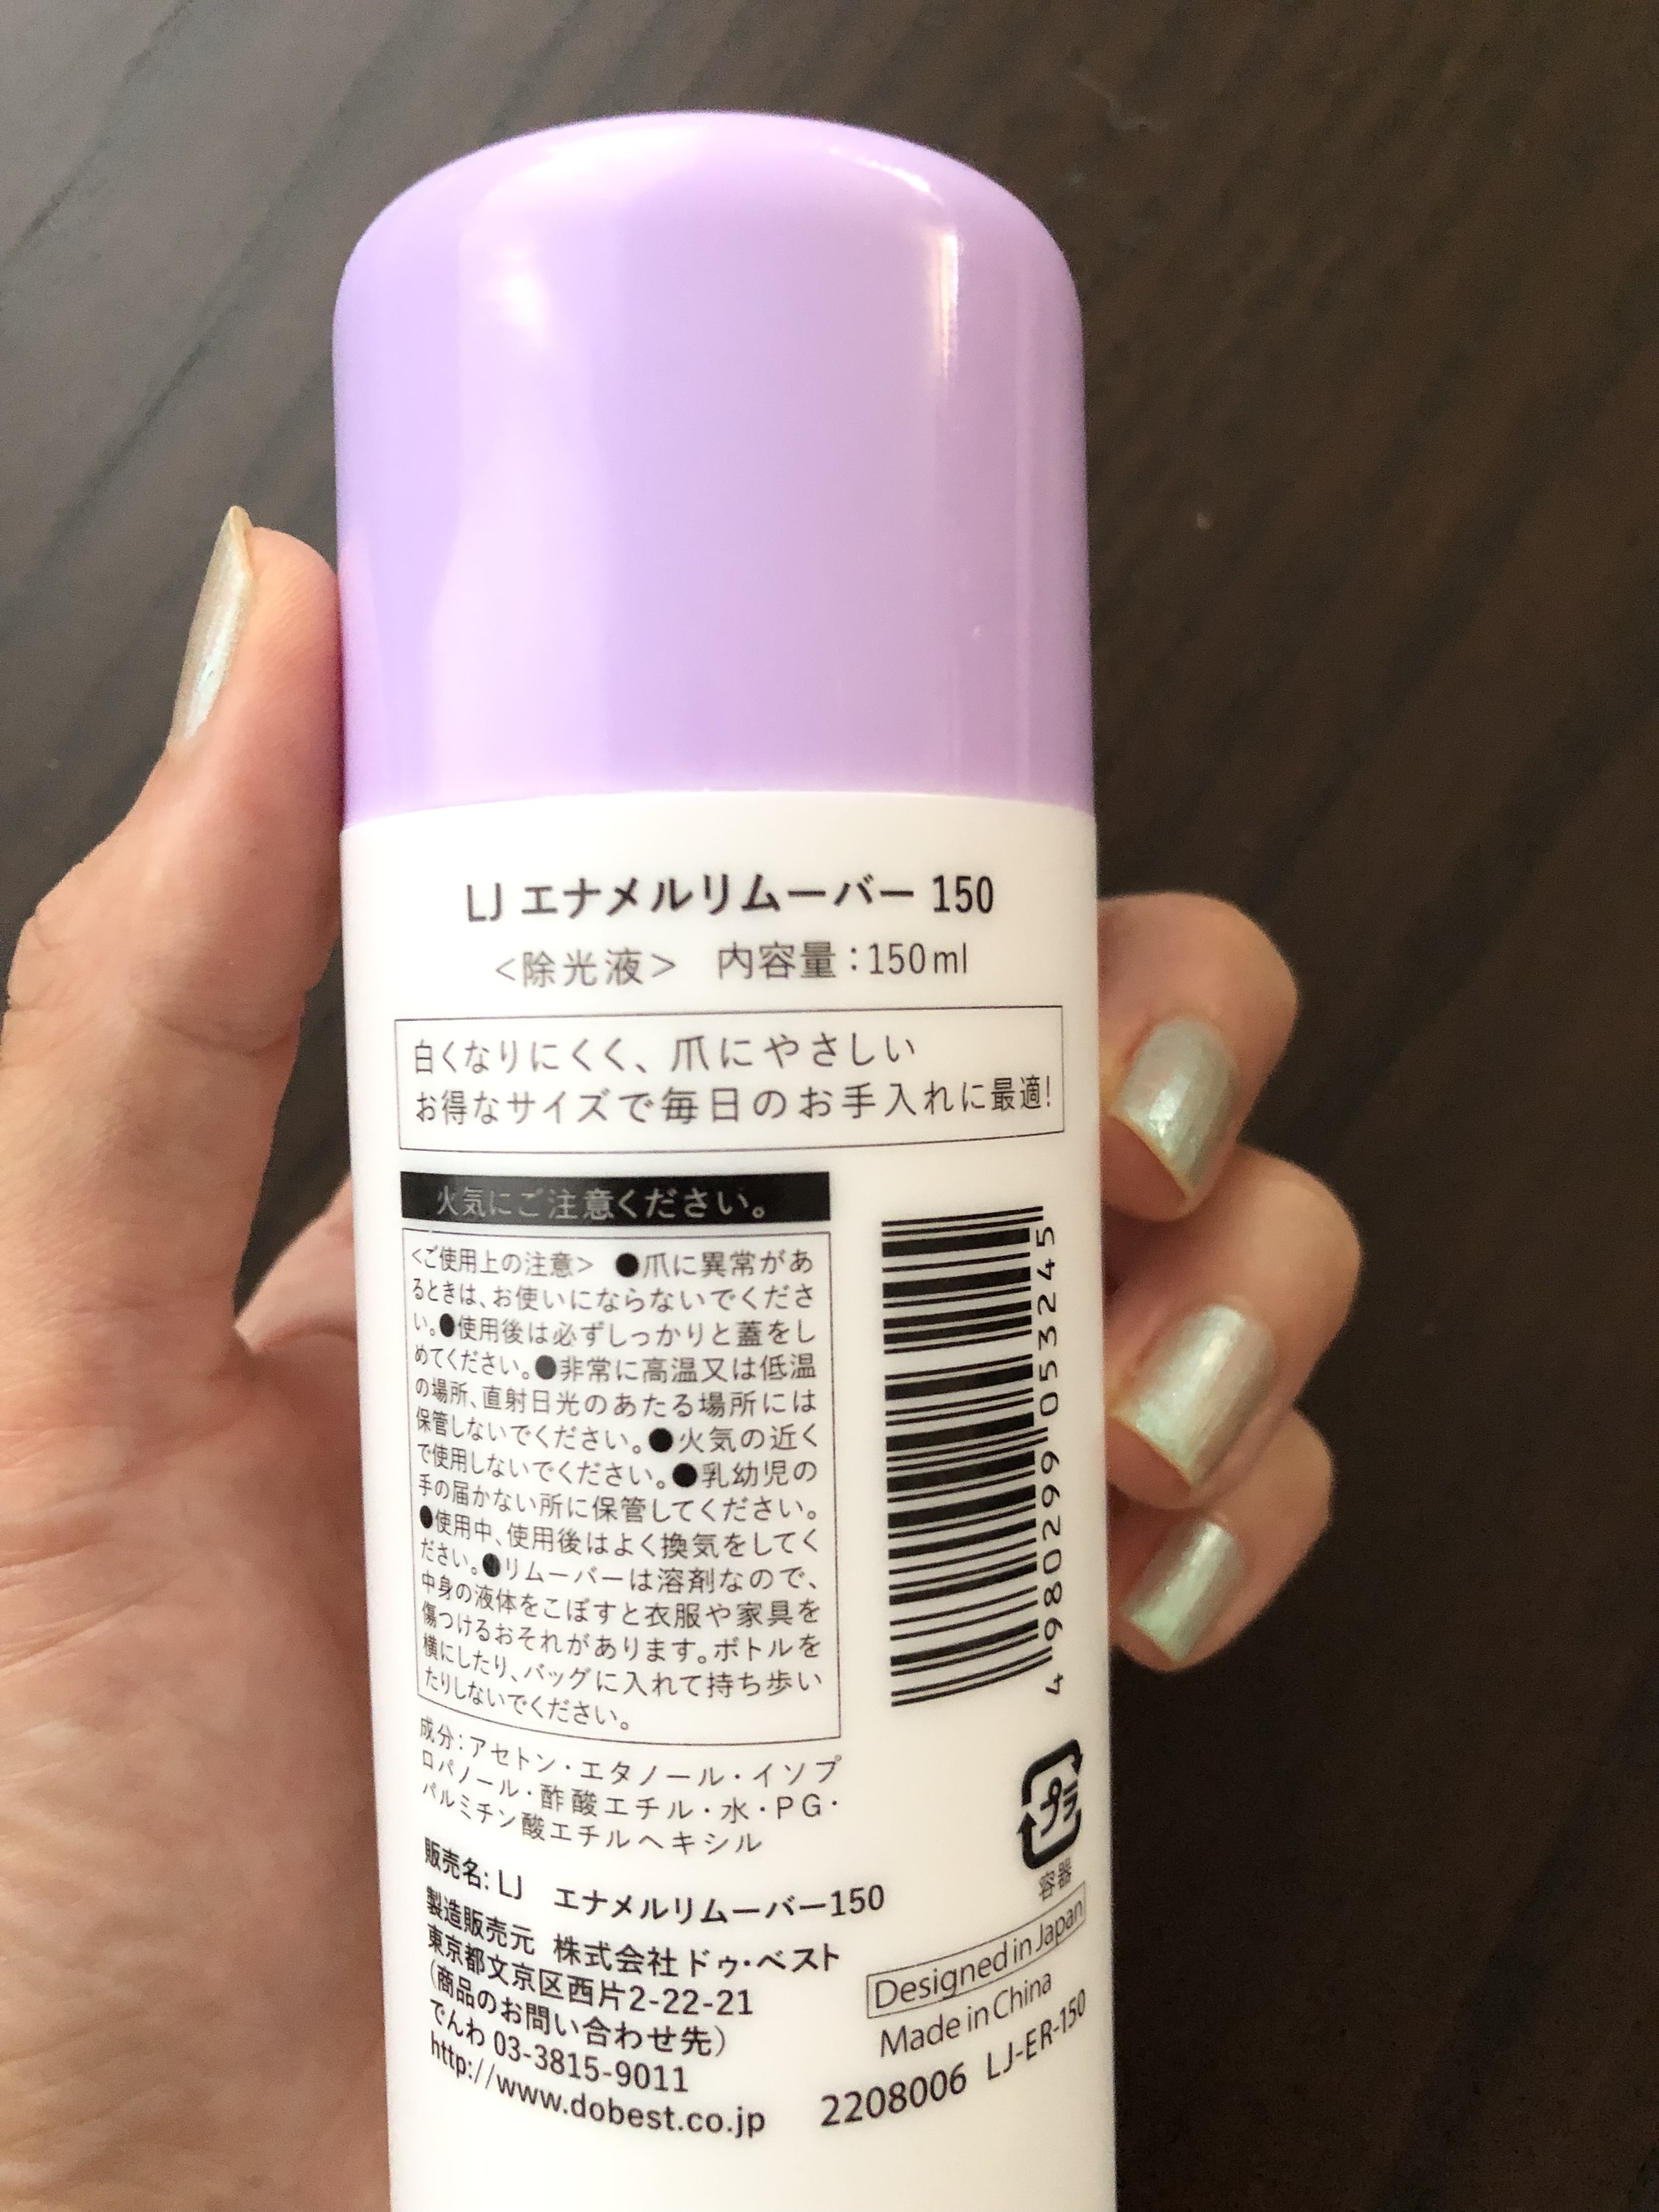 LJ エナメルリムーバー 150
<除光液> 内容量：150ml
白くなりにくく、爪にやさしい
お得なサイズで毎日のお手入れに最適!
火気にご注意ください。
<ご使用上の注意> ●爪に異常があ
るときは、お使いにならないでくださ
い。●使用後は必ずしっかりと蓋をし
めてください。●非常に高温又は低温
の場所、直射日光のあたる場所には
保管しないでください。●火気の近く
で使用しないでください。●乳幼児の
手の届かない所に保管してください。
●使用中、使用後はよく換気をしてく
ださい。●リムーバーは溶剤なので、
中身の液体をこぼすと衣服や家具を
傷つけるおそれがあります。ボトルを
横にしたり、バッグに入れて持ち歩い
たりしないでください。
成分：アセトン・エタノール・イソプ
ロパノール・酢酸エチル・水・PG・
パルミチン酸エチルヘキシル
販売名：LJ エナメルリムーバー150
製造販売元 株式会社ドゥ・ベスト
東京都文京区西片2-22-21
(商品のお問い合わせ先)
でんわ 03-3815-9011
http://www.dobest.co.jp
4 980299 053245
プ
容器
Designed in Japan
Made in China
2208006 LJ-ER-150